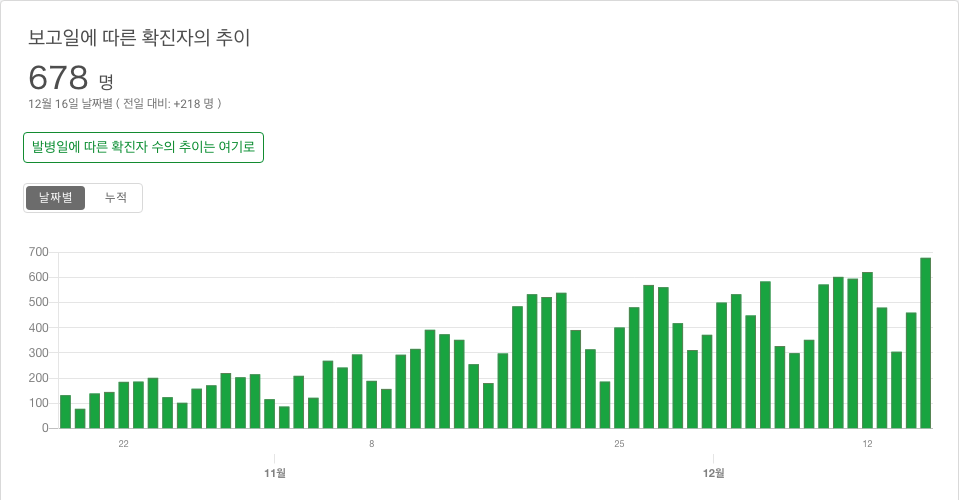 보고일에 따른 확진자의 추이
678 명
12월 16일 날짜별 ( 전일 대비: +218 명 )
발병일에 따른 확진자 수의 추이는 여기로
날짜별 누적
700
600
500
400
300
200
100
0
22 8 25 12
11월 12월